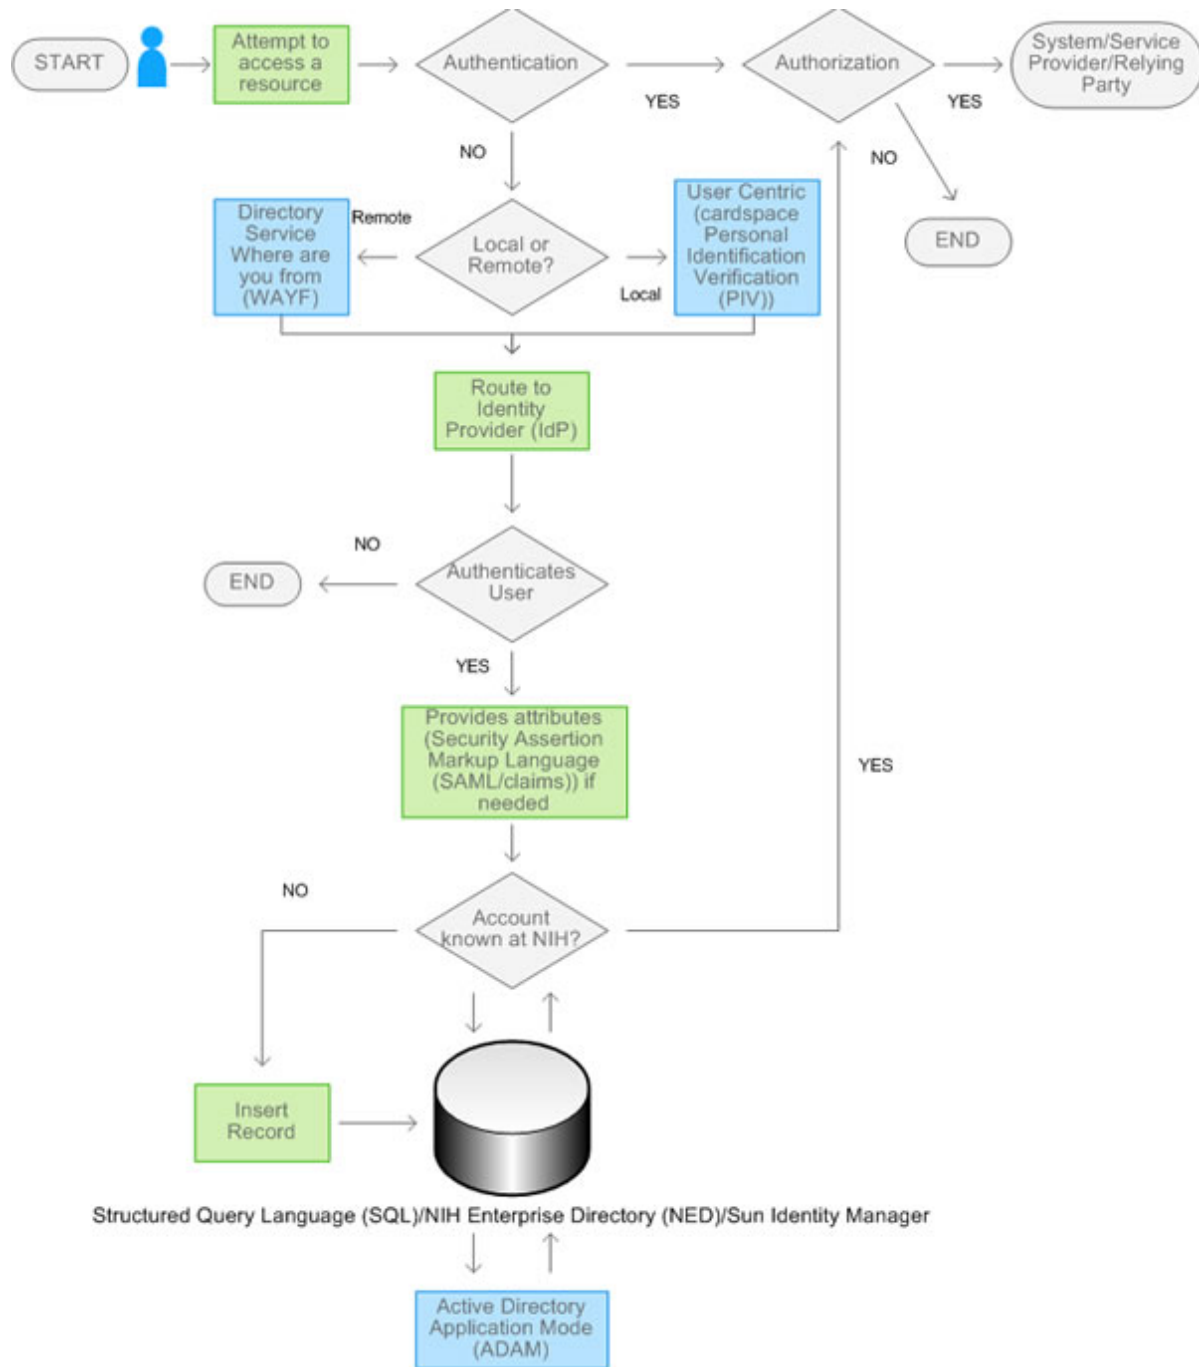 START
Attempt to
access a
resource
Authentication
YES
Authorization
YES
System/Service
Provider/Relying
Party
NO
NO
END
Directory
Service
Where are
you from
(WAYF)
Remote
Local or
Remote?
Local
User Centric
(cardspace
Personal
Identification
Verification
(PIV))
Route to
Identity
Provider (IdP)
NO
END
Authenticates
User
YES
Provides attributes
(Security Assertion
Markup Language
(SAML/claims)) if
needed
YES
NO
Account
known at NIH?
Insert
Record
Structured Query Language (SQL)/NIH Enterprise Directory (NED)/Sun Identity Manager
Active Directory
Application Mode
(ADAM)